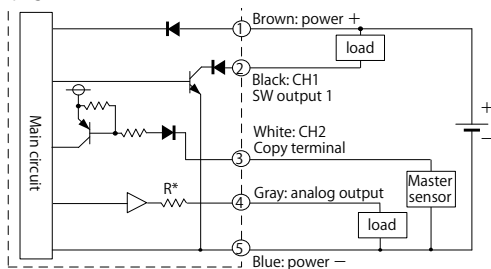 Brown: power +
1
load
2
Black: CH1
SW output 1
+
−
Main circuit
White: CH2
Copy terminal
3
Master
sensor
R*
Gray: analog output
4
load
5
Blue: power −